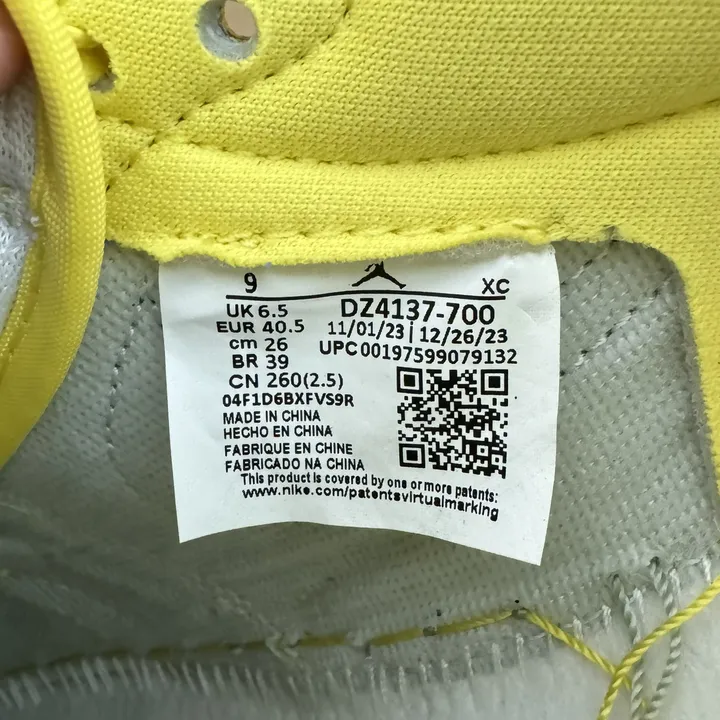 9 XC
UK 6.5 DZ4137-700
EUR 40.5 11/01/23 | 12/26/23
cm 26 UPC00197599079132
BR 39
CN 260(2.5)
04F1D6BXFVS9R
MADE IN CHINA
HECHO EN CHINA
FABRIQUE EN CHINE
FABRICADO NA CHINA
This product is covered by one or more patents:
www.nike.com/patentsvirtualmarking